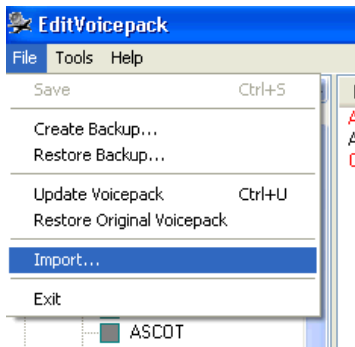 EditVoicepack
File Tools Help
Save Ctrl+S
Create Backup...
Restore Backup...
Update Voicepack Ctrl+U
Restore Original Voicepack
Import...
Exit
ASCOT